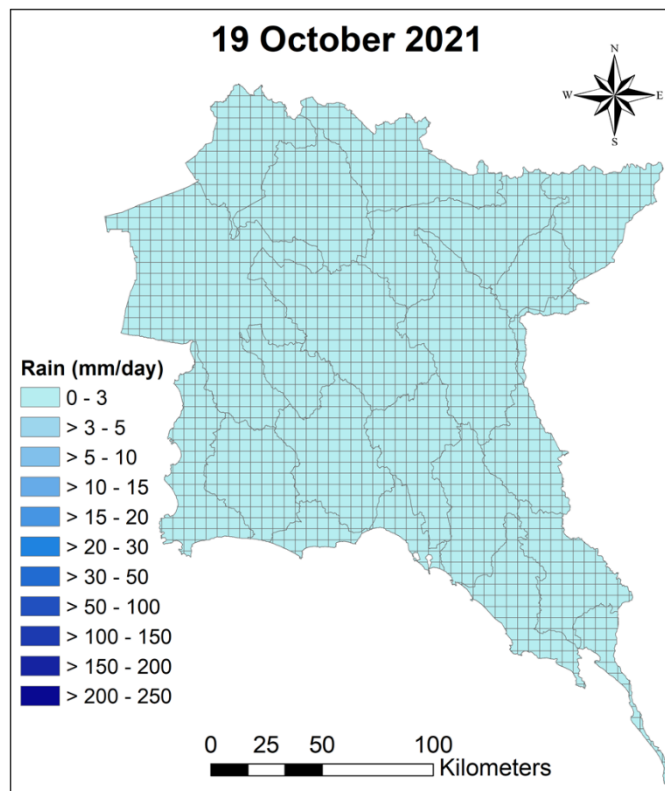 19 October 2021
N
W E
S
Rain (mm/day)
0 - 3
> 3 - 5
> 5 - 10
> 10 - 15
> 15 - 20
> 20 - 30
> 30 - 50
> 50 - 100
> 100 - 150
> 150 - 200
> 200 - 250
0 25 50 100
Kilometers